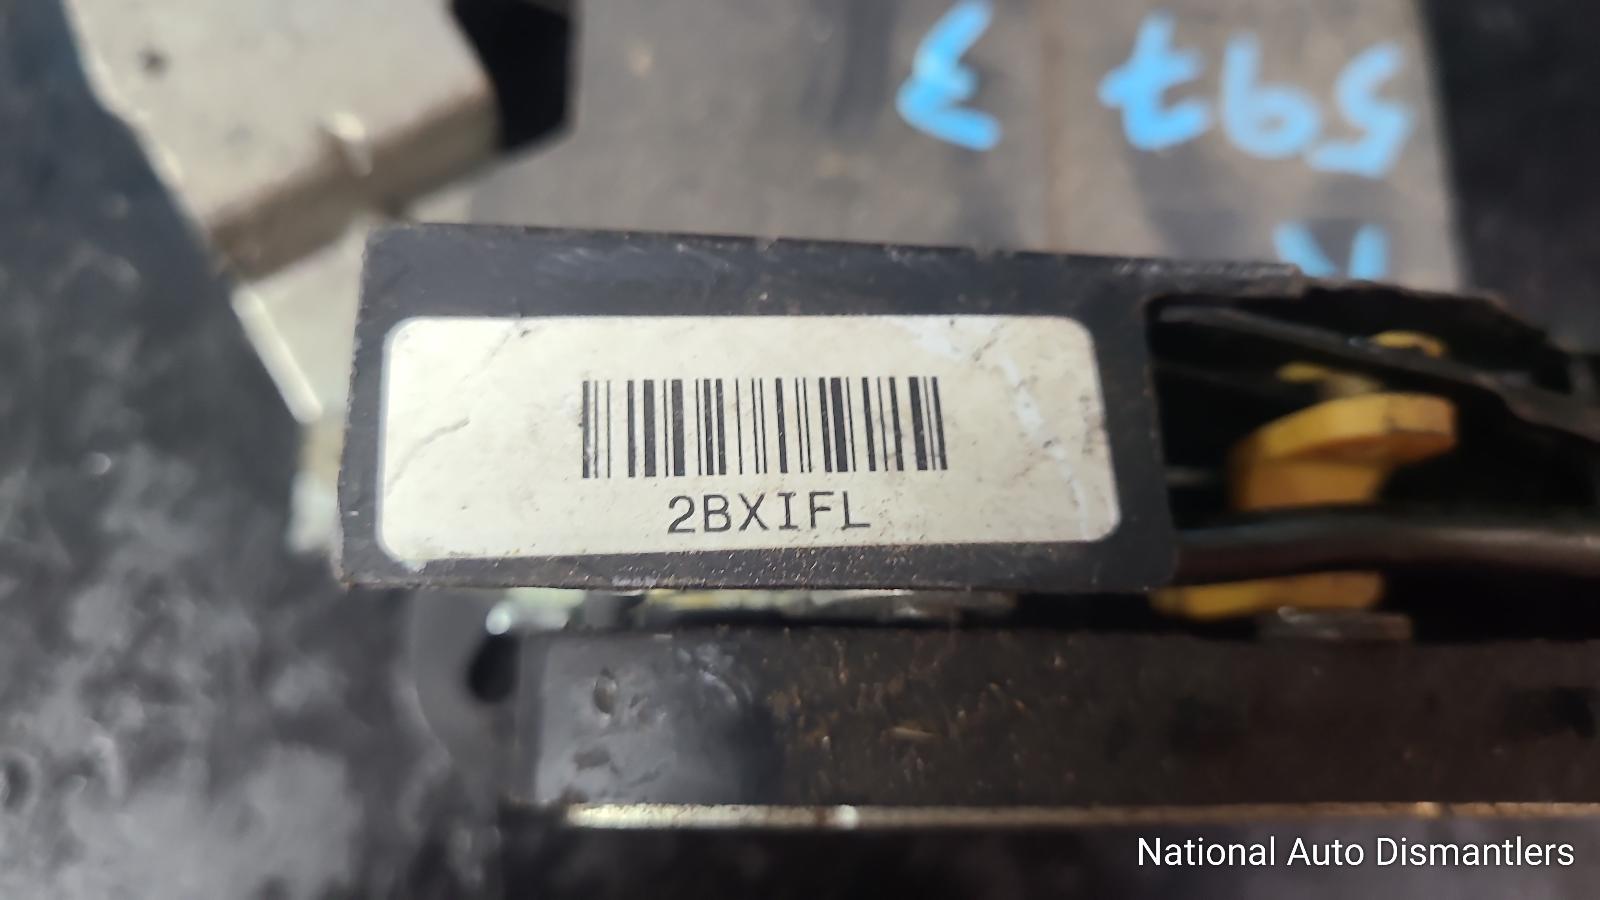 597 3
2BXIFL
National Auto Dismantlers